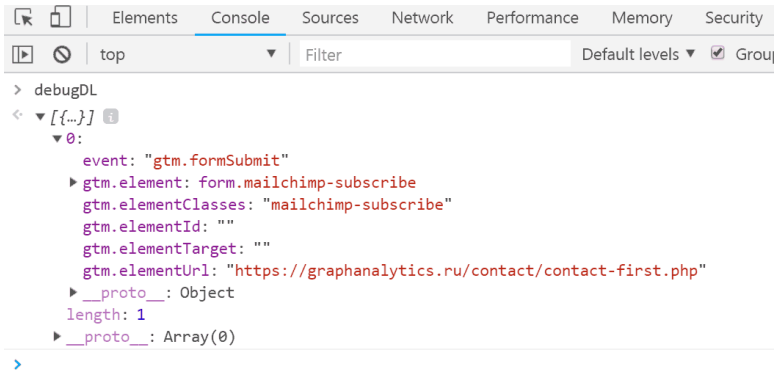 Elements Console Sources Network Performance Memory Security
top ▼ Filter Default levels ▼ Group
> debugDL
<· ▼[{…}] i
▼0:
event: "gtm.formSubmit"
▶gtm.element: form.mailchimp-subscribe
gtm.elementClasses: "mailchimp-subscribe"
gtm.elementId: ""
gtm.elementTarget: ""
gtm.elementUrl: "https://graphanalytics.ru/contact/contact-first.php"
▶__proto__: Object
length: 1
▶__proto__: Array(0)
>